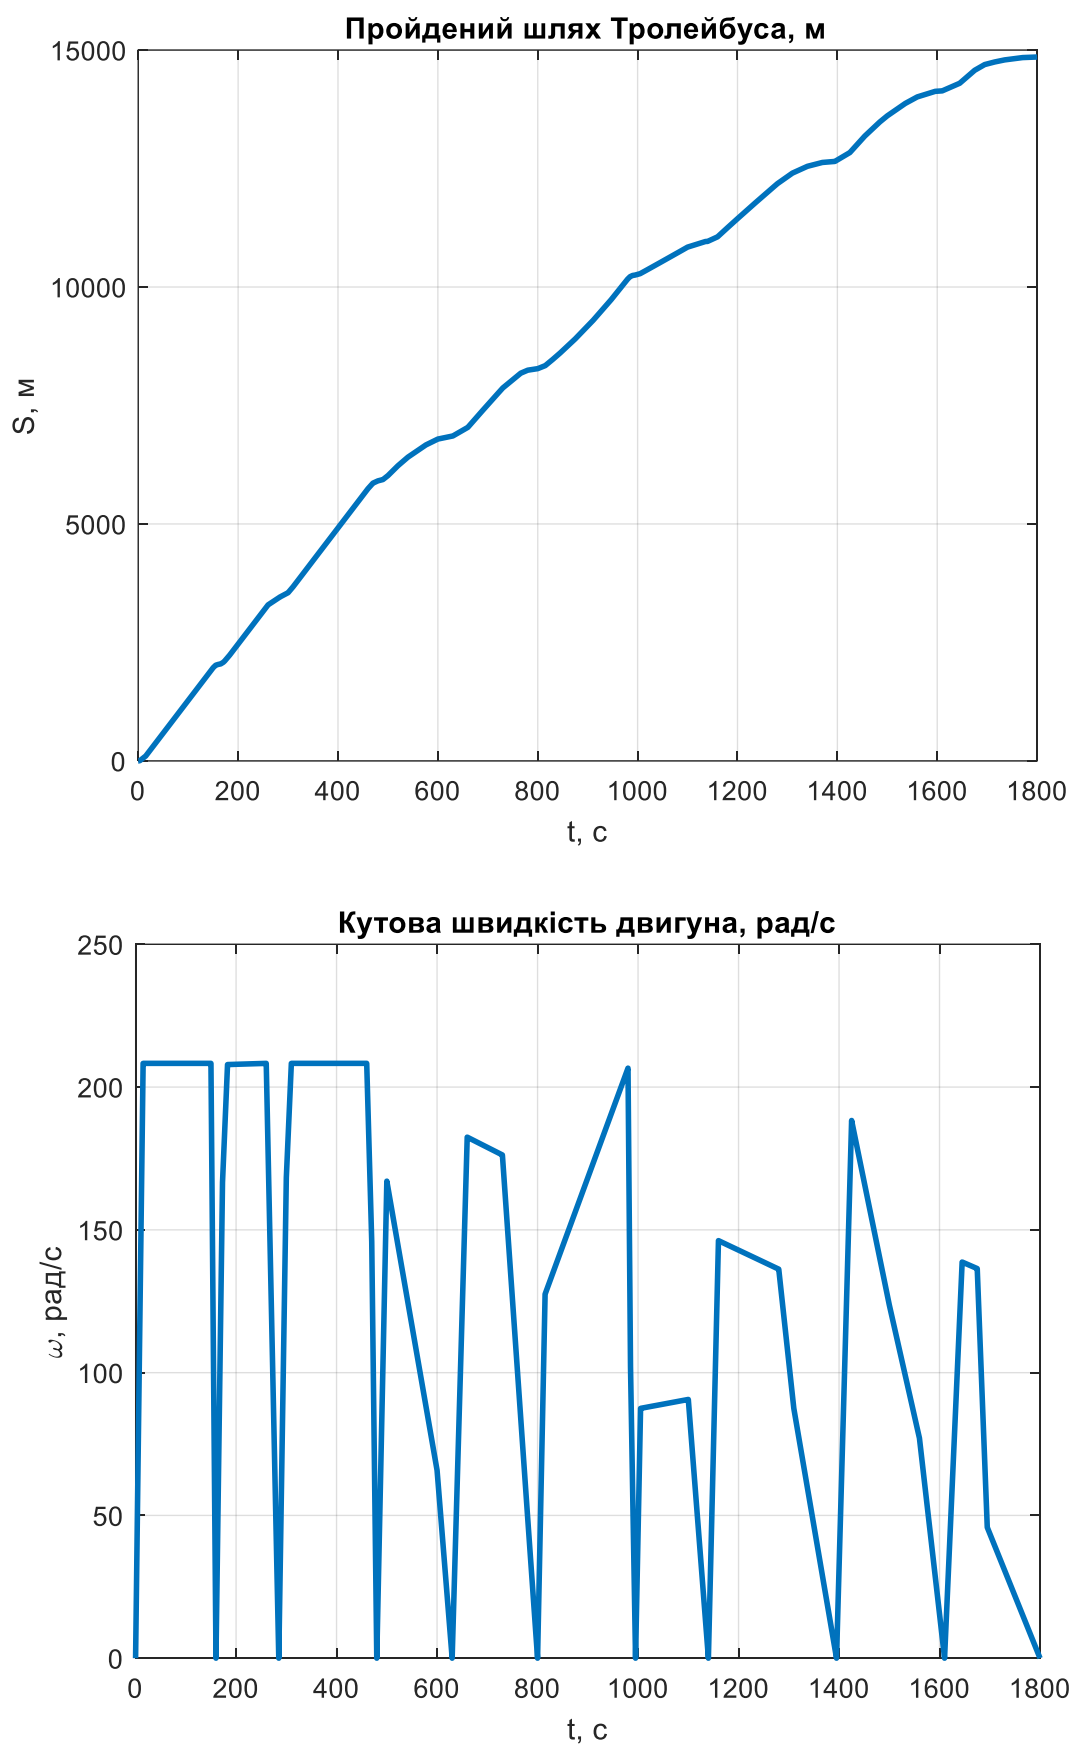 Пройдений шлях Тролейбуса, м
15000
10000
5000
0
S, м
0 200 400 600 800 1000 1200 1400 1600 1800
t, с
Кутова швидкість двигуна, рад/с
250
200
150
100
50
0
ω, рад/с
0 200 400 600 800 1000 1200 1400 1600 1800
t, с